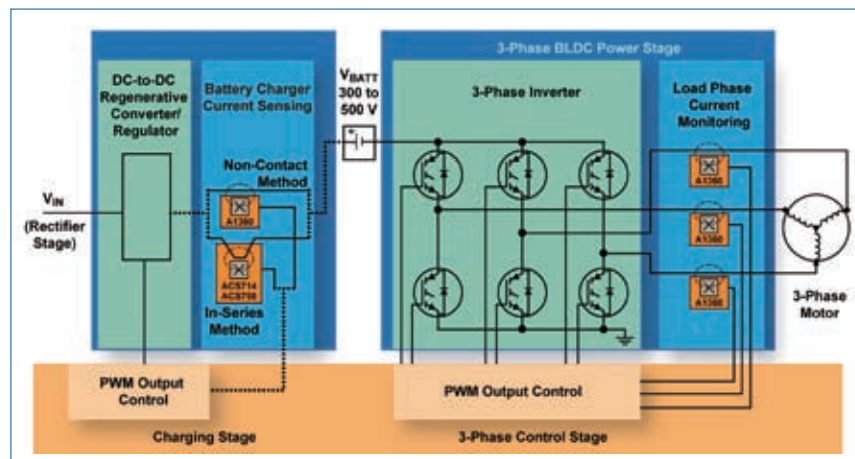 3-Phase BLDC Power Stage
DC-to-DC
Regenerative
Converter/
Regulator
Battery Charger
Current Sensing
VBATT
300 to
500 V
3-Phase Inverter
Load Phase
Current
Monitoring
Non-Contact
Method
VIN
(Rectifier
Stage)
A1360
ACS714
In-Series
Method
A1360
A1360
A1360
3-Phase
Motor
PWM Output
Control
PWM Output Control
Charging Stage
3-Phase Control Stage